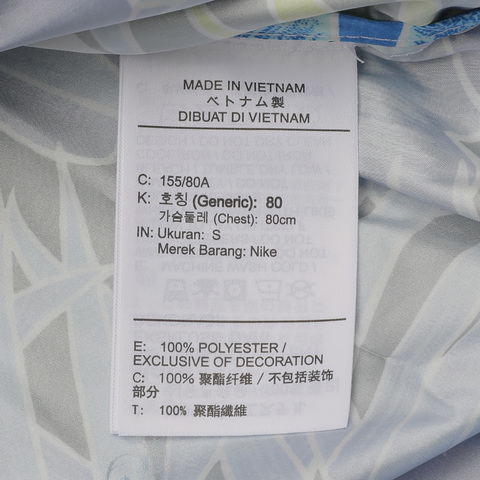 MADE IN VIETNAM
ベトナム製
DIBUAT DI VIETNAM
C: 155/80A
K: 호칭 (Generic): 80
가슴둘레 (Chest): 80cm
IN: Ukuran: S
Merek Barang: Nike
E: 100% POLYESTER /
EXCLUSIVE OF DECORATION
C: 100% 聚酯纤维 / 不包括装饰
部分
T: 100% 聚酯纖維